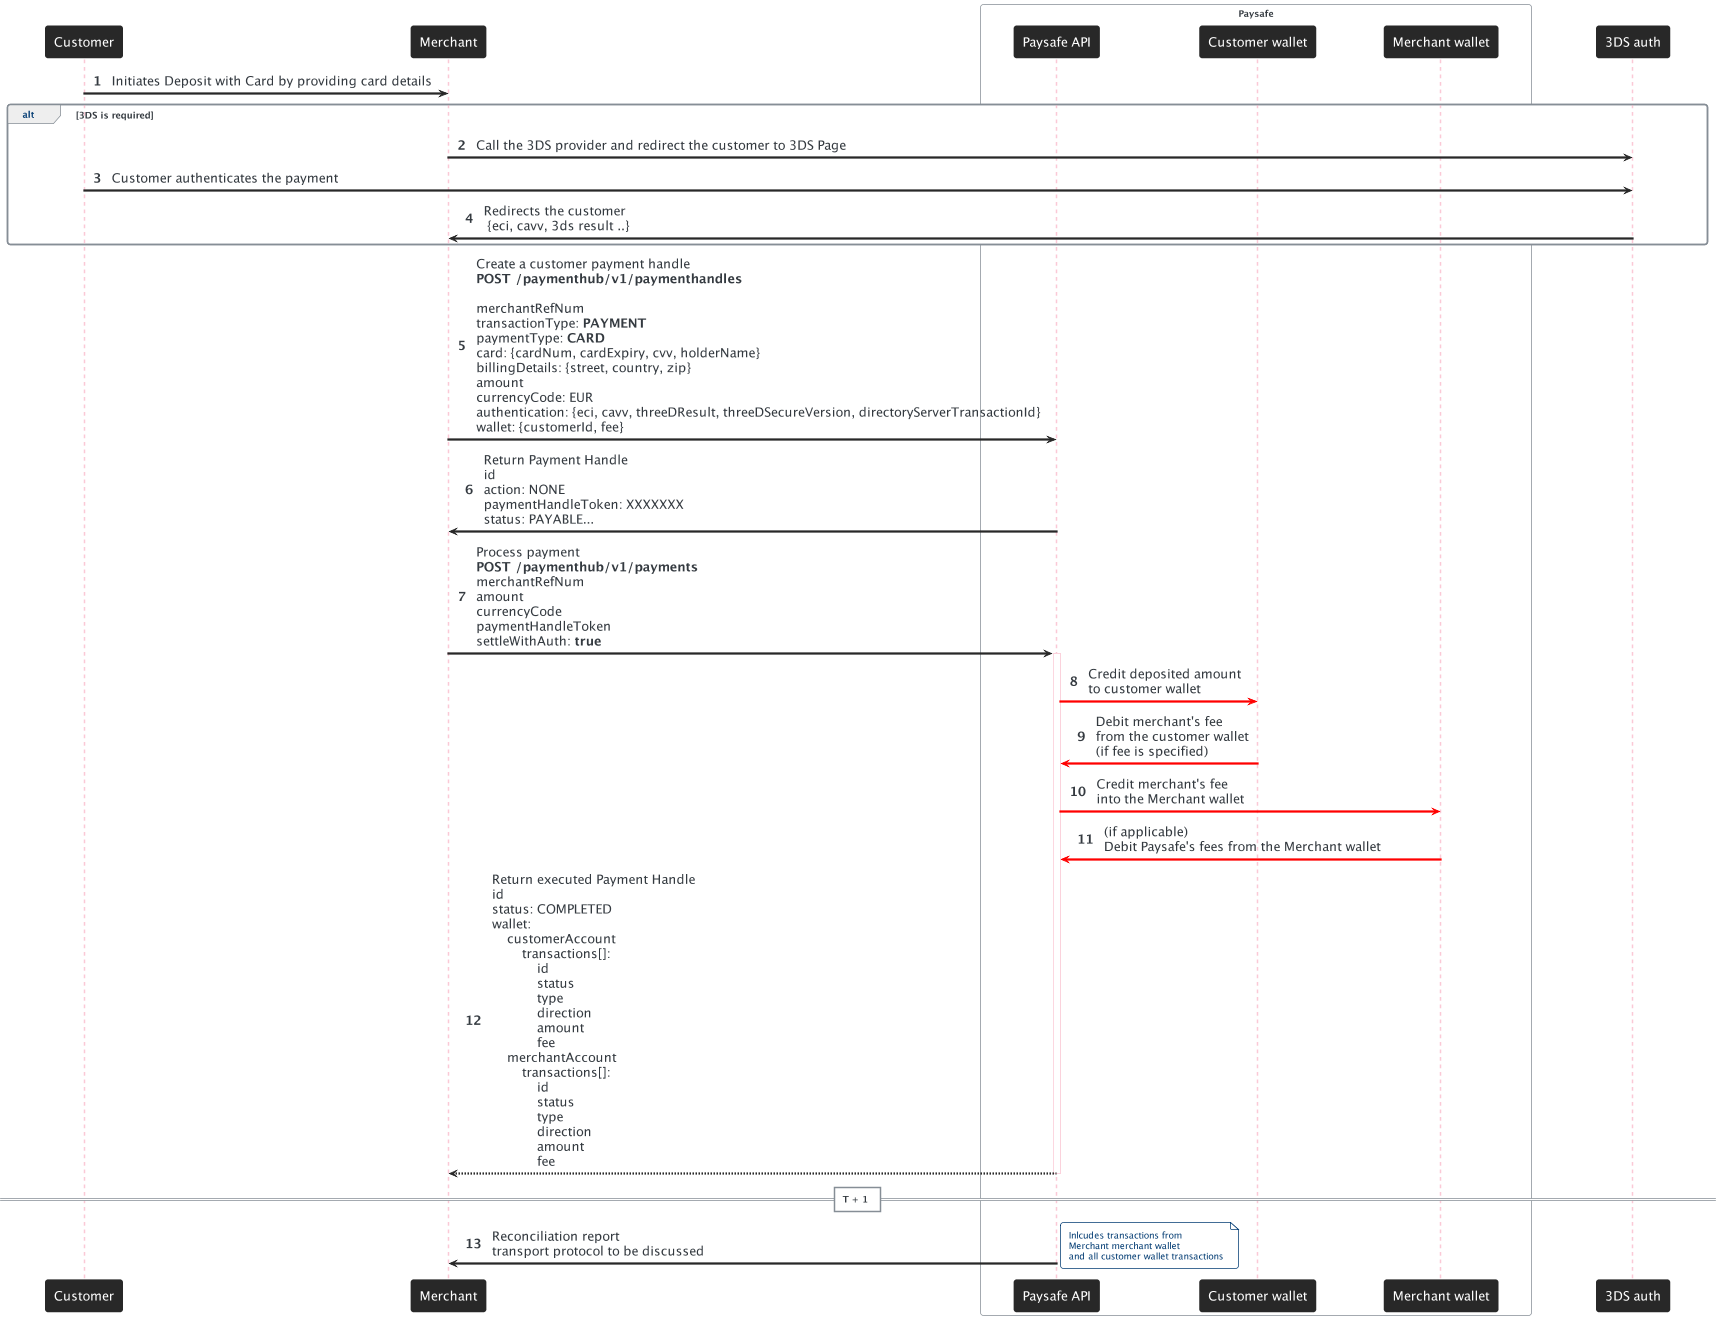 Paysafe
Customer
Merchant
Paysafe API
Customer wallet
Merchant wallet
3DS auth
1 Initiates Deposit with Card by providing card details
alt [3DS is required]
2 Call the 3DS provider and redirect the customer to 3DS Page
3 Customer authenticates the payment
Redirects the customer
4 {eci, cavv, 3ds result ..}
Create a customer payment handle
POST /paymenthub/v1/paymenthandles
merchantRefNum
transactionType: PAYMENT
paymentType: CARD
5 card: {cardNum, cardExpiry, cvv, holderName}
billingDetails: {street, country, zip}
amount
currencyCode: EUR
authentication: {eci, cavv, threeDResult, threeDSecureVersion, directoryServerTransactionId}
wallet: {customerId, fee}
Return Payment Handle
id
6 action: NONE
paymentHandleToken: XXXXXXX
status: PAYABLE...
Process payment
POST /paymenthub/v1/payments
merchantRefNum
7 amount
currencyCode
paymentHandleToken
settleWithAuth: true
8 Credit deposited amount
to customer wallet
Debit merchant's fee
9 from the customer wallet
(if fee is specified)
10 Credit merchant's fee
into the Merchant wallet
11 (if applicable)
Debit Paysafe's fees from the Merchant wallet
Return executed Payment Handle
id
status: COMPLETED
wallet:
customerAccount
transactions[]:
id
status
type
direction
12 amount
fee
merchantAccount
transactions[]:
id
status
type
direction
amount
fee
T + 1
13 Reconciliation report
transport protocol to be discussed
Inlcudes transactions from
Merchant merchant wallet
and all customer wallet transactions
Customer
Merchant
Paysafe API
Customer wallet
Merchant wallet
3DS auth